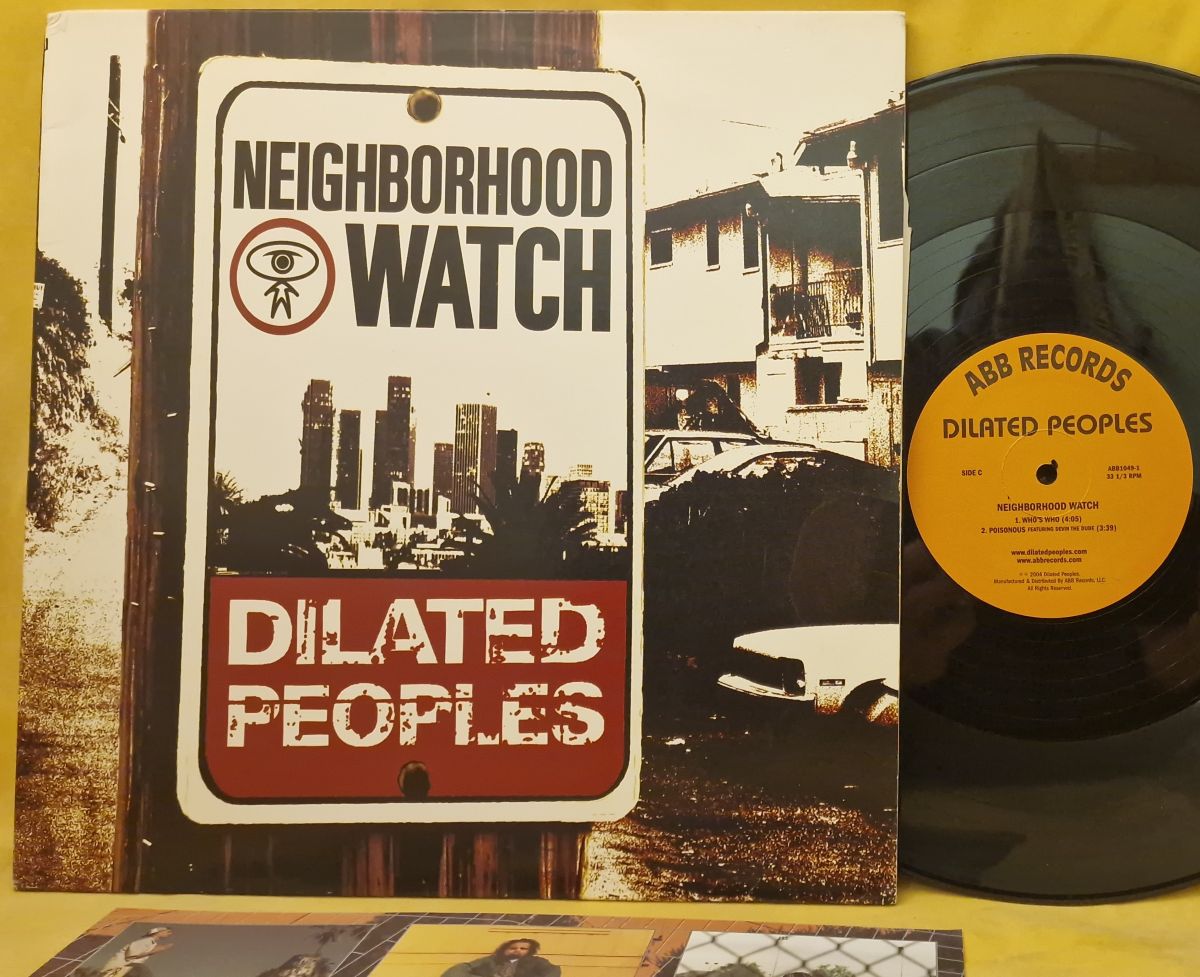 NEIGHBORHOOD
WATCH
DILATED
PEOPLES
ABB RECORDS
DILATED PEOPLES
SIDE C
ABB1049-1
33 1/3 RPM
NEIGHBORHOOD WATCH
1. WHO'S WHO (4:05)
2. POISONOUS FEATURING DEVIN THE DUDE (3:39)
www.dilatedpeoples.com
www.abbrecords.com
℗ © 2004 Dilated Peoples.
Manufactured & Distributed By ABB Records, LLC.
All Rights Reserved.